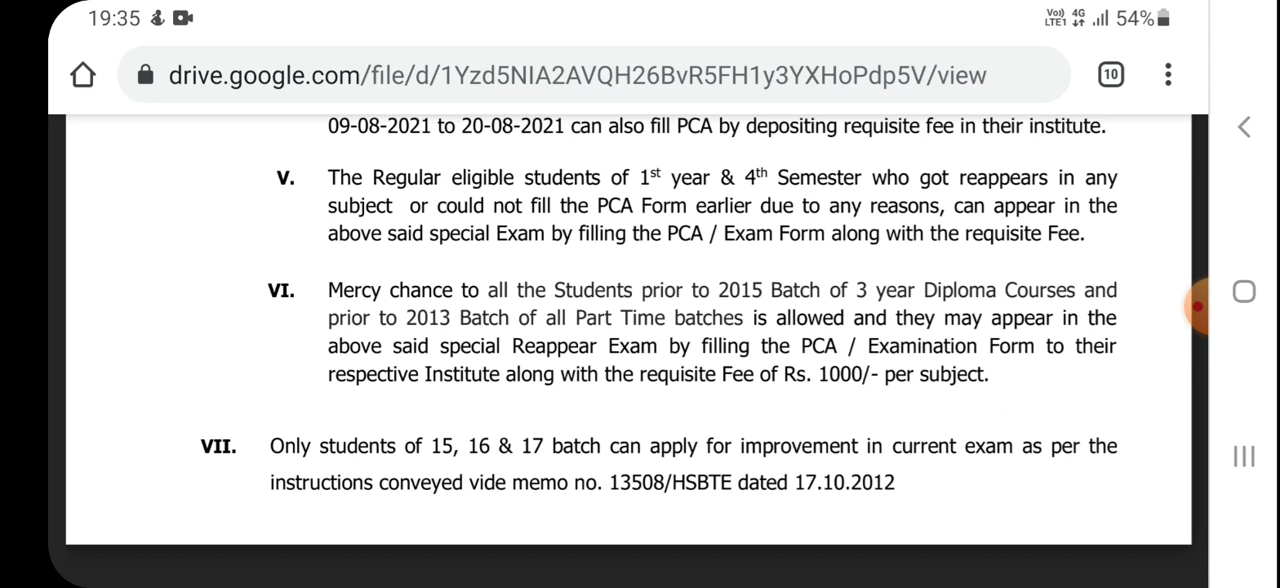 19:35 Vo)) 4G LTE1 54%
drive.google.com/file/d/1Yzd5NIA2AVQH26BvR5FH1y3YXHoPdp5V/view 10
09-08-2021 to 20-08-2021 can also fill PCA by depositing requisite fee in their institute.
V. The Regular eligible students of 1st year & 4th Semester who got reappears in any
subject or could not fill the PCA Form earlier due to any reasons, can appear in the
above said special Exam by filling the PCA / Exam Form along with the requisite Fee.
VI. Mercy chance to all the Students prior to 2015 Batch of 3 year Diploma Courses and
prior to 2013 Batch of all Part Time batches is allowed and they may appear in the
above said special Reappear Exam by filling the PCA / Examination Form to their
respective Institute along with the requisite Fee of Rs. 1000/- per subject.
VII. Only students of 15, 16 & 17 batch can apply for improvement in current exam as per the
instructions conveyed vide memo no. 13508/HSBTE dated 17.10.2012